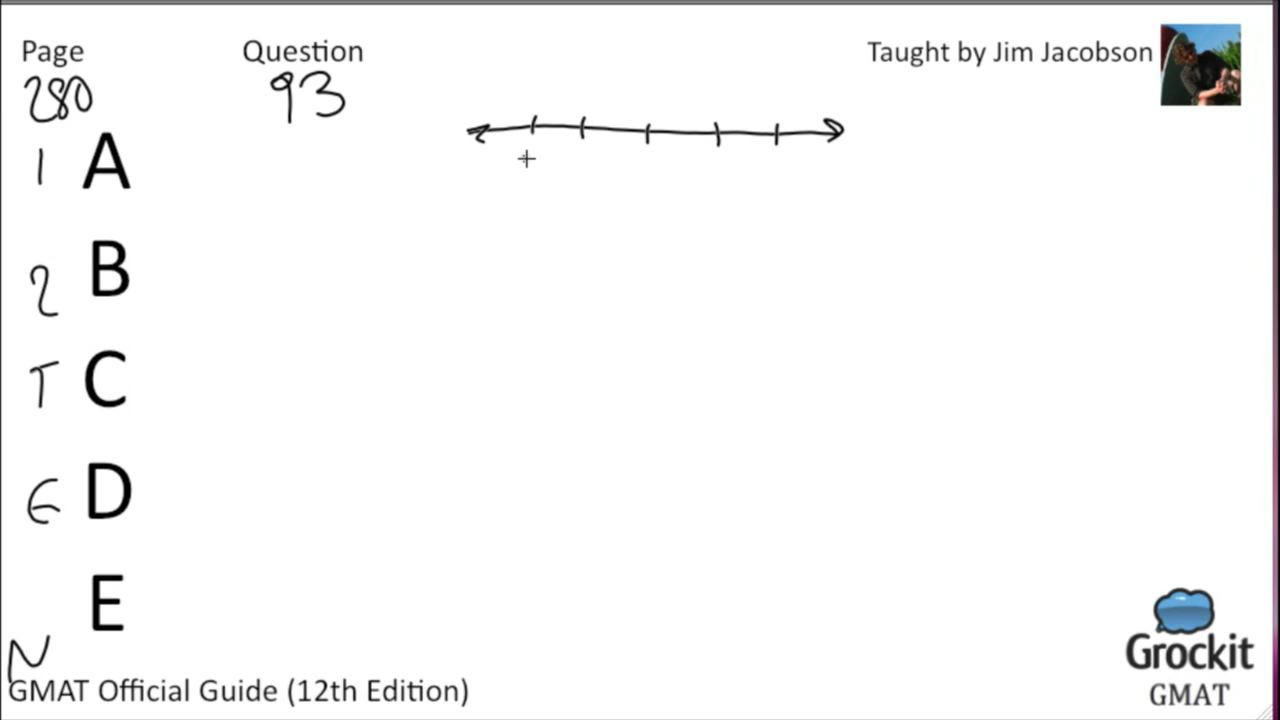 Page Question Taught by Jim Jacobson
280 93
1 A
2 B
T C
E D
E
N
GMAT Official Guide (12th Edition)
Grockit
GMAT